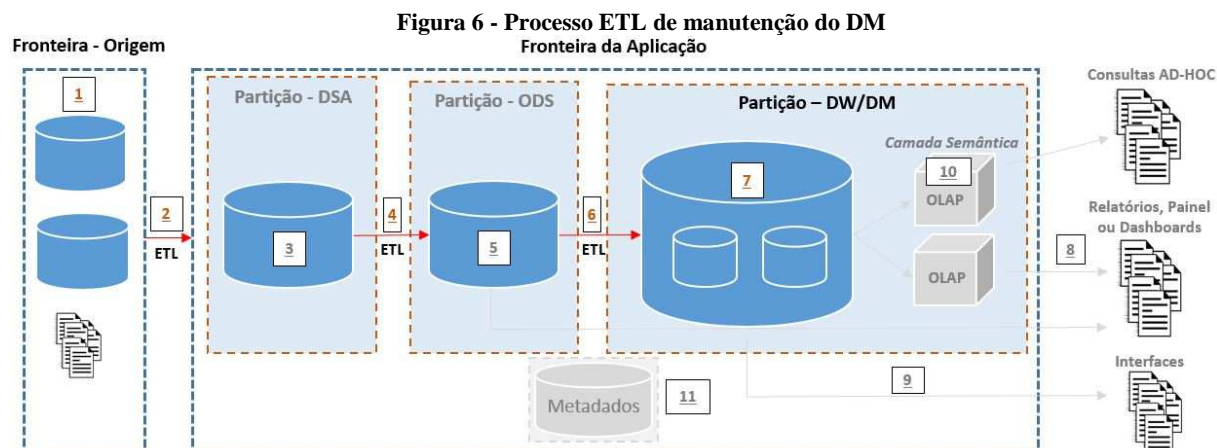 Figura 6 - Processo ETL de manutenção do DM
Fronteira - Origem
Fronteira da Aplicação
1
2
ETL
Partição - DSA
3
4
ETL
Partição - ODS
5
6
ETL
Partição – DW/DM
7
Camada Semântica
10
OLAP
OLAP
Consultas AD-HOC
Relatórios, Painel
ou Dashboards
8
Interfaces
9
Metadados
11